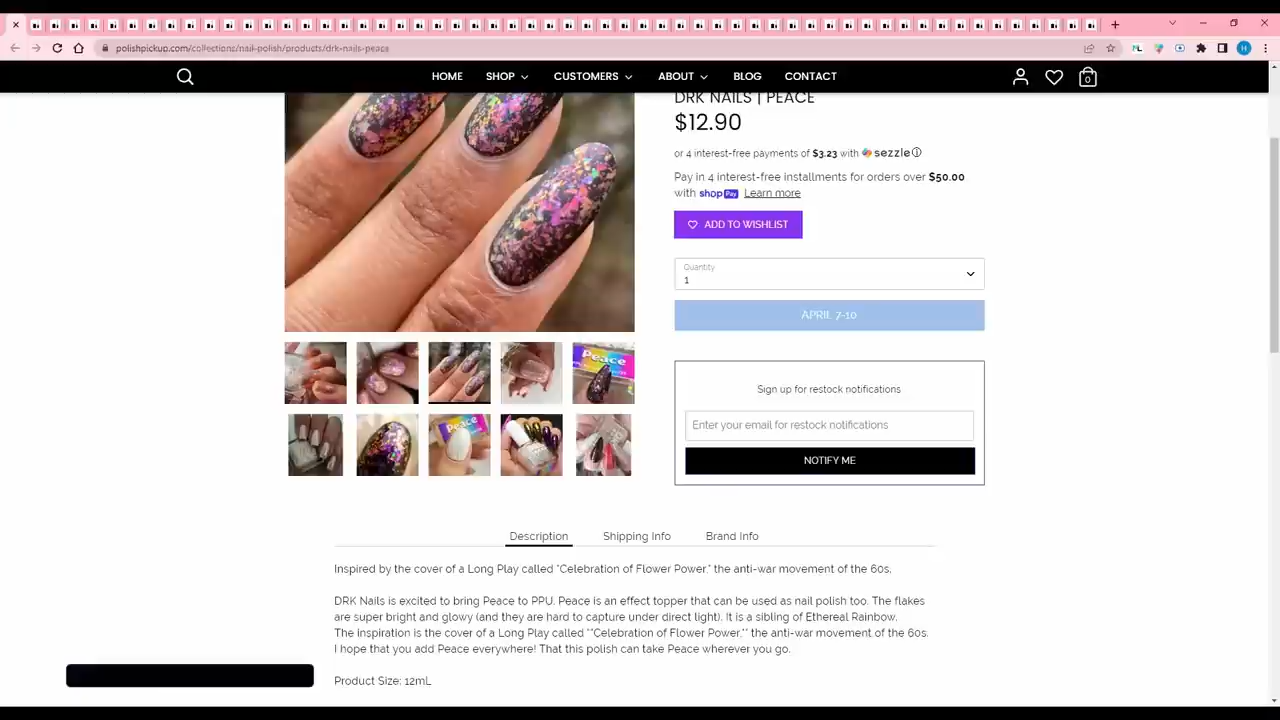 polishpickup.com/collections/nail-polish/products/drk-nails-peace
HOME SHOP CUSTOMERS ABOUT BLOG CONTACT
0
DRK NAILS | PEACE
$12.90
or 4 interest-free payments of $3.23 with sezzle
Pay in 4 interest-free installments for orders over $50.00
with shop Pay Learn more
ADD TO WISHLIST
Quantity
1
APRIL 7-10
Sign up for restock notifications
Enter your email for restock notifications
NOTIFY ME
Peace
Peace
Description Shipping Info Brand Info
Inspired by the cover of a Long Play called "Celebration of Flower Power," the anti-war movement of the 60s.
DRK Nails is excited to bring Peace to PPU. Peace is an effect topper that can be used as nail polish too. The flakes
are super bright and glowy (and they are hard to capture under direct light). It is a sibling of Ethereal Rainbow.
The inspiration is the cover of a Long Play called ""Celebration of Flower Power,"" the anti-war movement of the 60s.
I hope that you add Peace everywhere! That this polish can take Peace wherever you go.
Product Size: 12mL